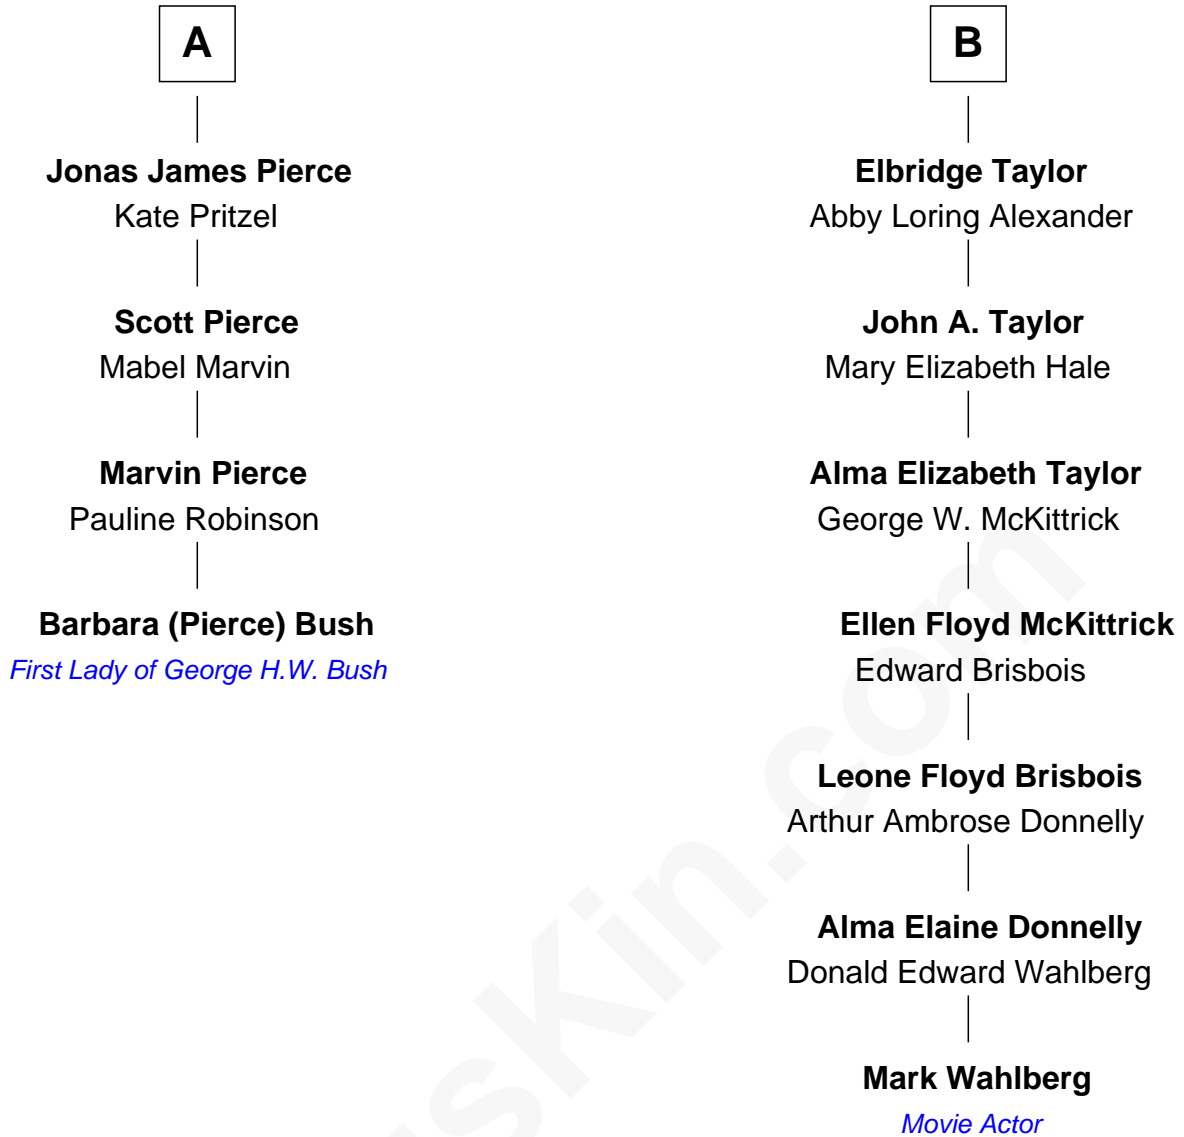 A
Jonas James Pierce
Kate Pritzel
Scott Pierce
Mabel Marvin
Marvin Pierce
Pauline Robinson
Barbara (Pierce) Bush
First Lady of George H.W. Bush
B
Elbridge Taylor
Abby Loring Alexander
John A. Taylor
Mary Elizabeth Hale
Alma Elizabeth Taylor
George W. McKittrick
Ellen Floyd McKittrick
Edward Brisbois
Leone Floyd Brisbois
Arthur Ambrose Donnelly
Alma Elaine Donnelly
Donald Edward Wahlberg
Mark Wahlberg
Movie Actor
sKin.com